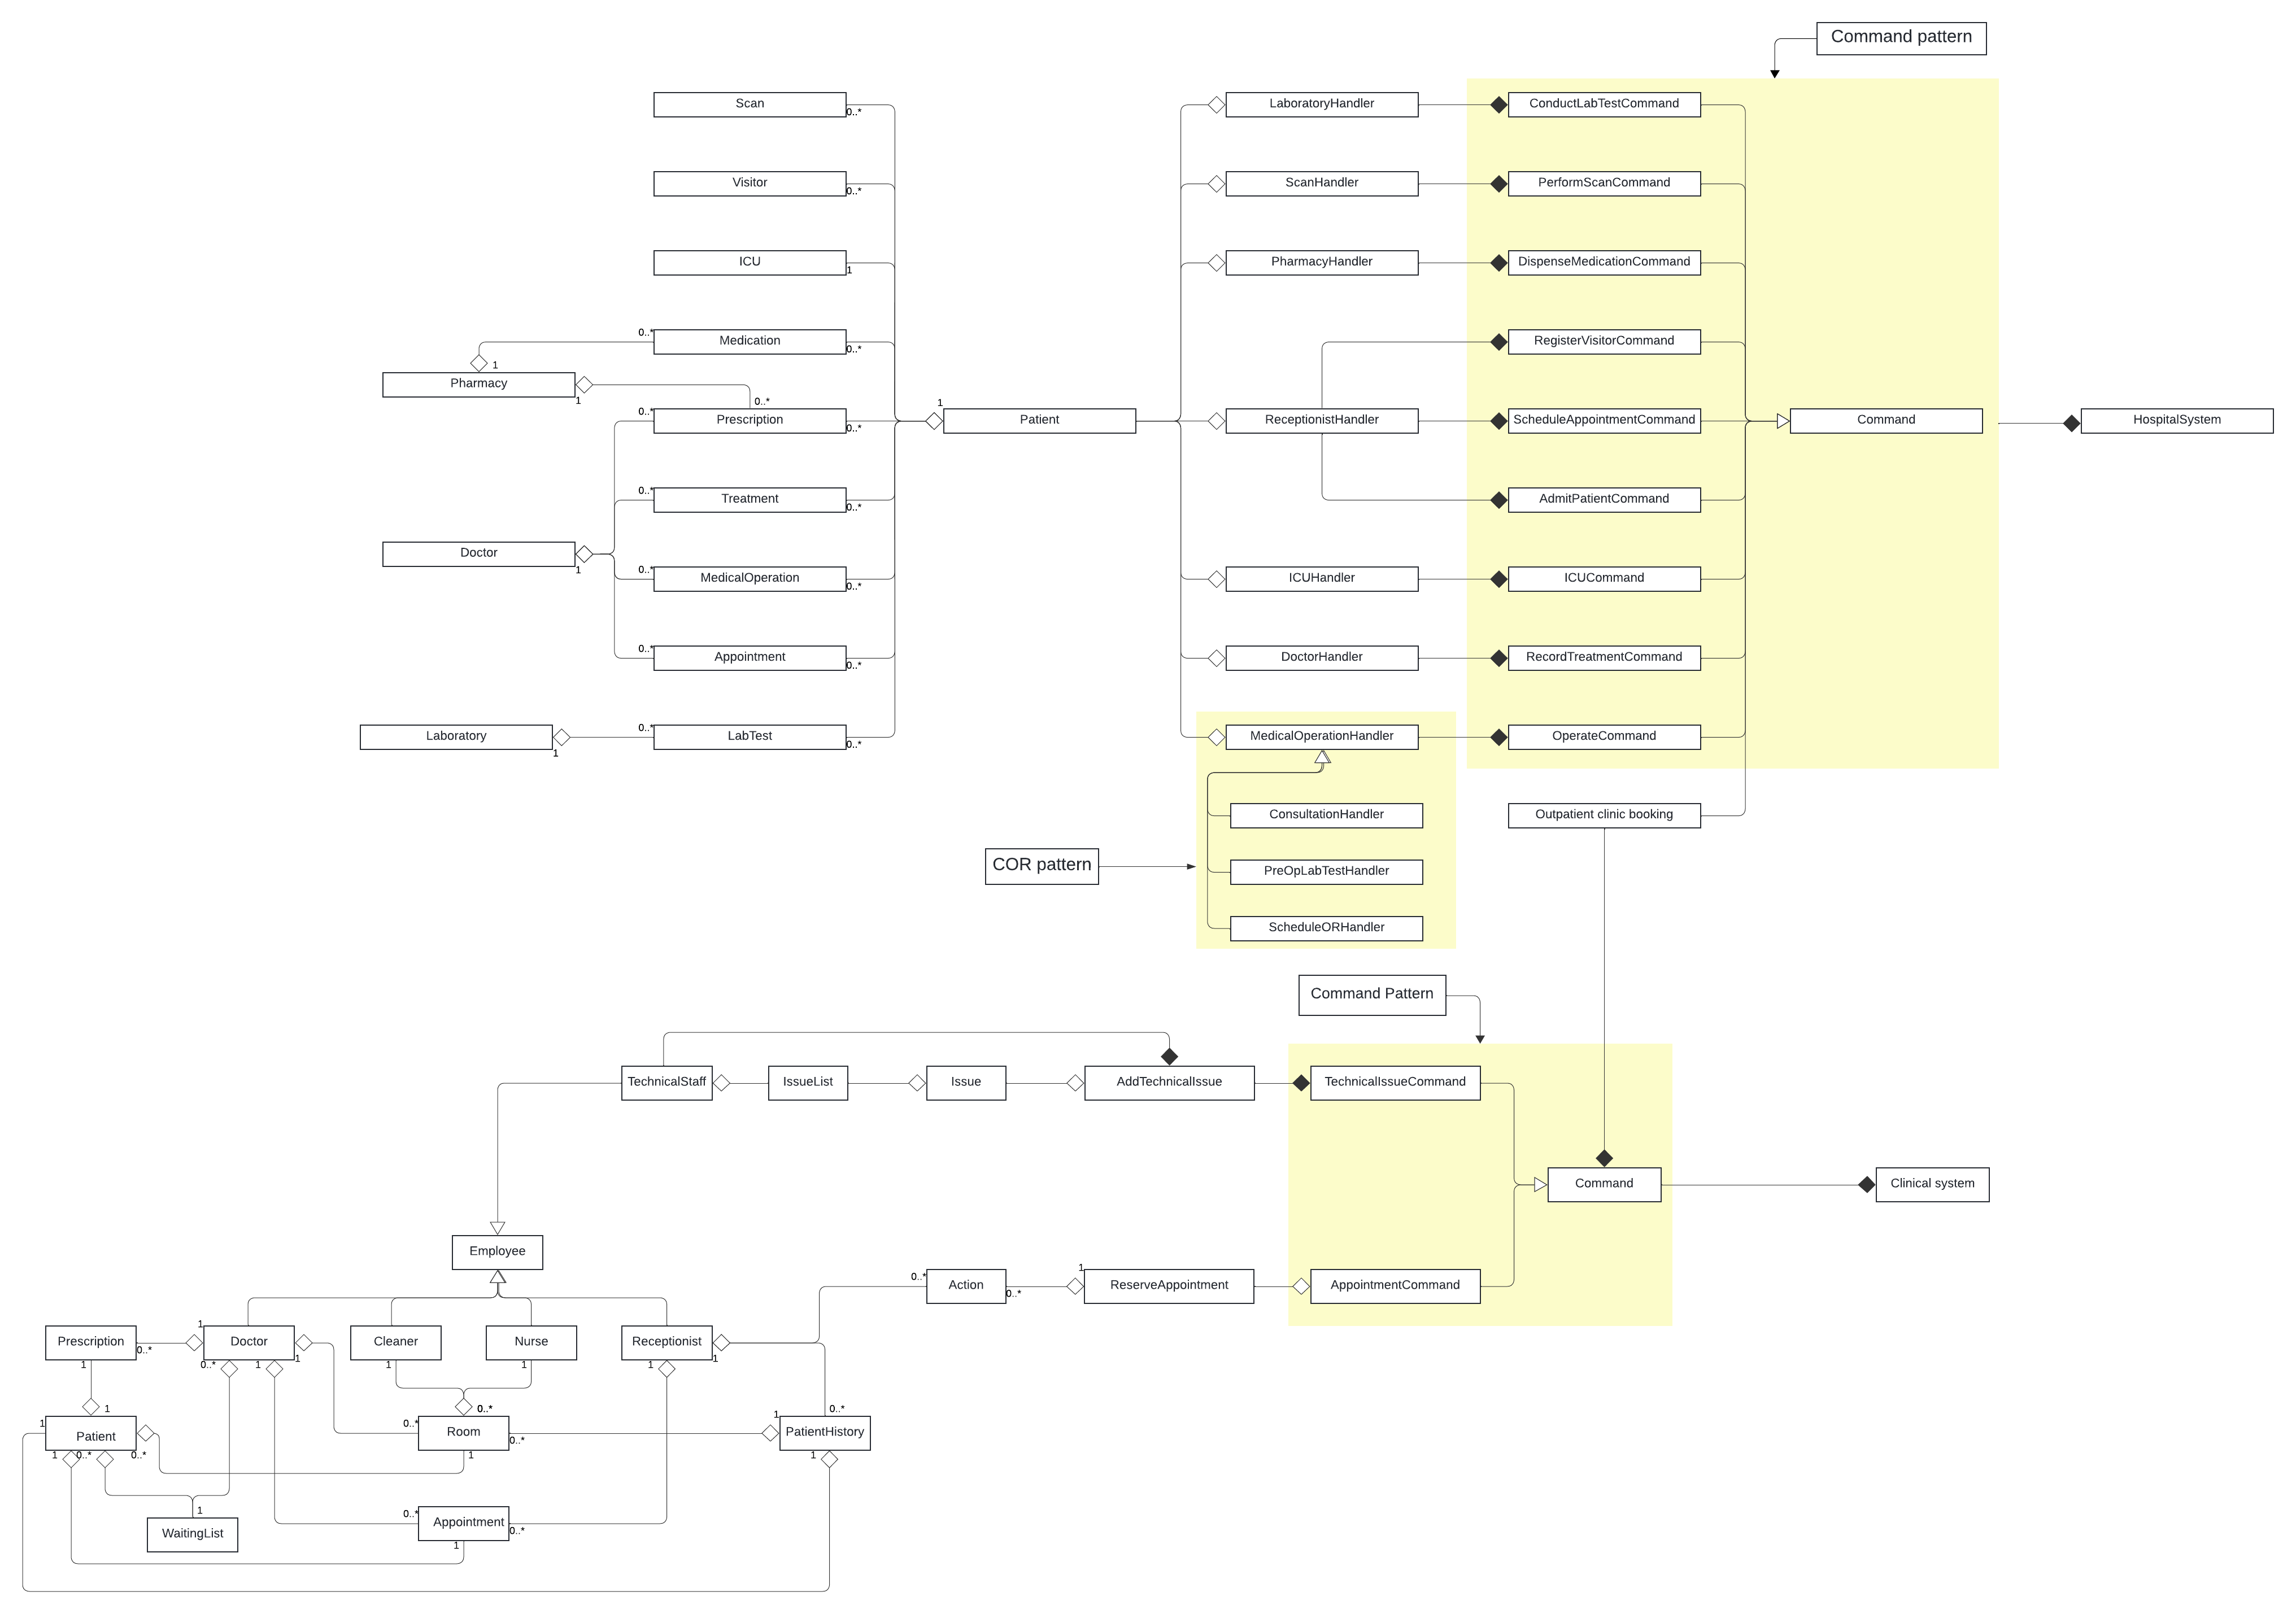 Command pattern
Scan
0..*
LaboratoryHandler
ConductLabTestCommand
Visitor
0..*
ScanHandler
PerformScanCommand
ICU
1
PharmacyHandler
DispenseMedicationCommand
0..*
Medication
0..*
RegisterVisitorCommand
1
Pharmacy
1
0..*
0..*
Prescription
0..*
1
Patient
ReceptionistHandler
ScheduleAppointmentCommand
Command
HospitalSystem
0..*
Treatment
0..*
AdmitPatientCommand
Doctor
1
0..*
MedicalOperation
0..*
ICUHandler
ICUCommand
0..*
Appointment
0..*
DoctorHandler
RecordTreatmentCommand
Laboratory
1
0..*
LabTest
0..*
MedicalOperationHandler
OperateCommand
ConsultationHandler
Outpatient clinic booking
COR pattern
PreOpLabTestHandler
ScheduleORHandler
Command Pattern
TechnicalStaff
IssueList
Issue
AddTechnicalIssue
TechnicalIssueCommand
Command
Clinical system
Employee
0..*
Action
0..*
1
ReserveAppointment
AppointmentCommand
Prescription
0..*
1
Doctor
Cleaner
Nurse
Receptionist
1
1
0..*
1
1
1
1
1
1
0..*
0..*
1
Patient
0..*
Room
0..*
1
PatientHistory
1
0..*
0..*
1
1
1
WaitingList
0..*
Appointment
0..*
1